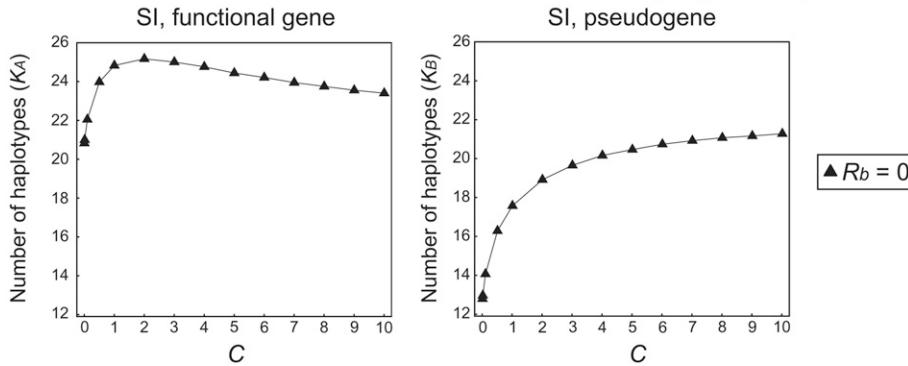 SI, functional gene
Number of haplotypes (KA)
26
24
22
20
18
16
14
12
0 1 2 3 4 5 6 7 8 9 10
C
SI, pseudogene
Number of haplotypes (KB)
26
24
22
20
18
16
14
12
0 1 2 3 4 5 6 7 8 9 10
C
▲ Rb = 0